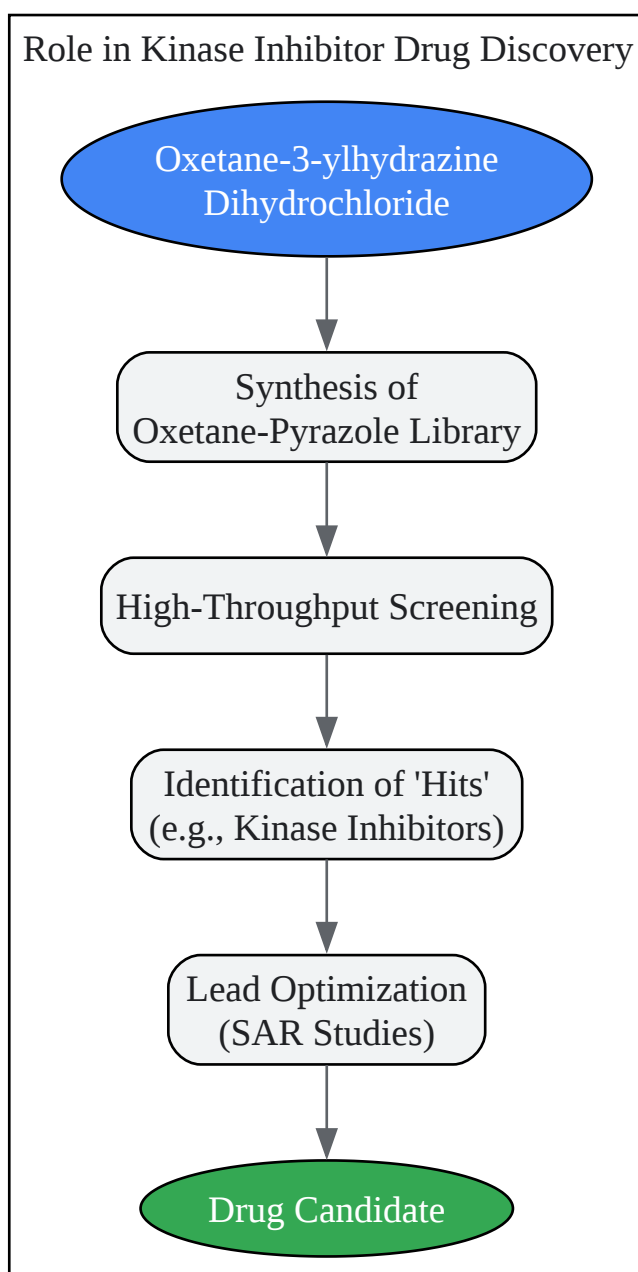 Role in Kinase Inhibitor Drug Discovery
Oxetane-3-ylhydrazine
Dihydrochloride
Synthesis of
Oxetane-Pyrazole Library
High-Throughput Screening
Identification of 'Hits'
(e.g., Kinase Inhibitors)
Lead Optimization
(SAR Studies)
Drug Candidate